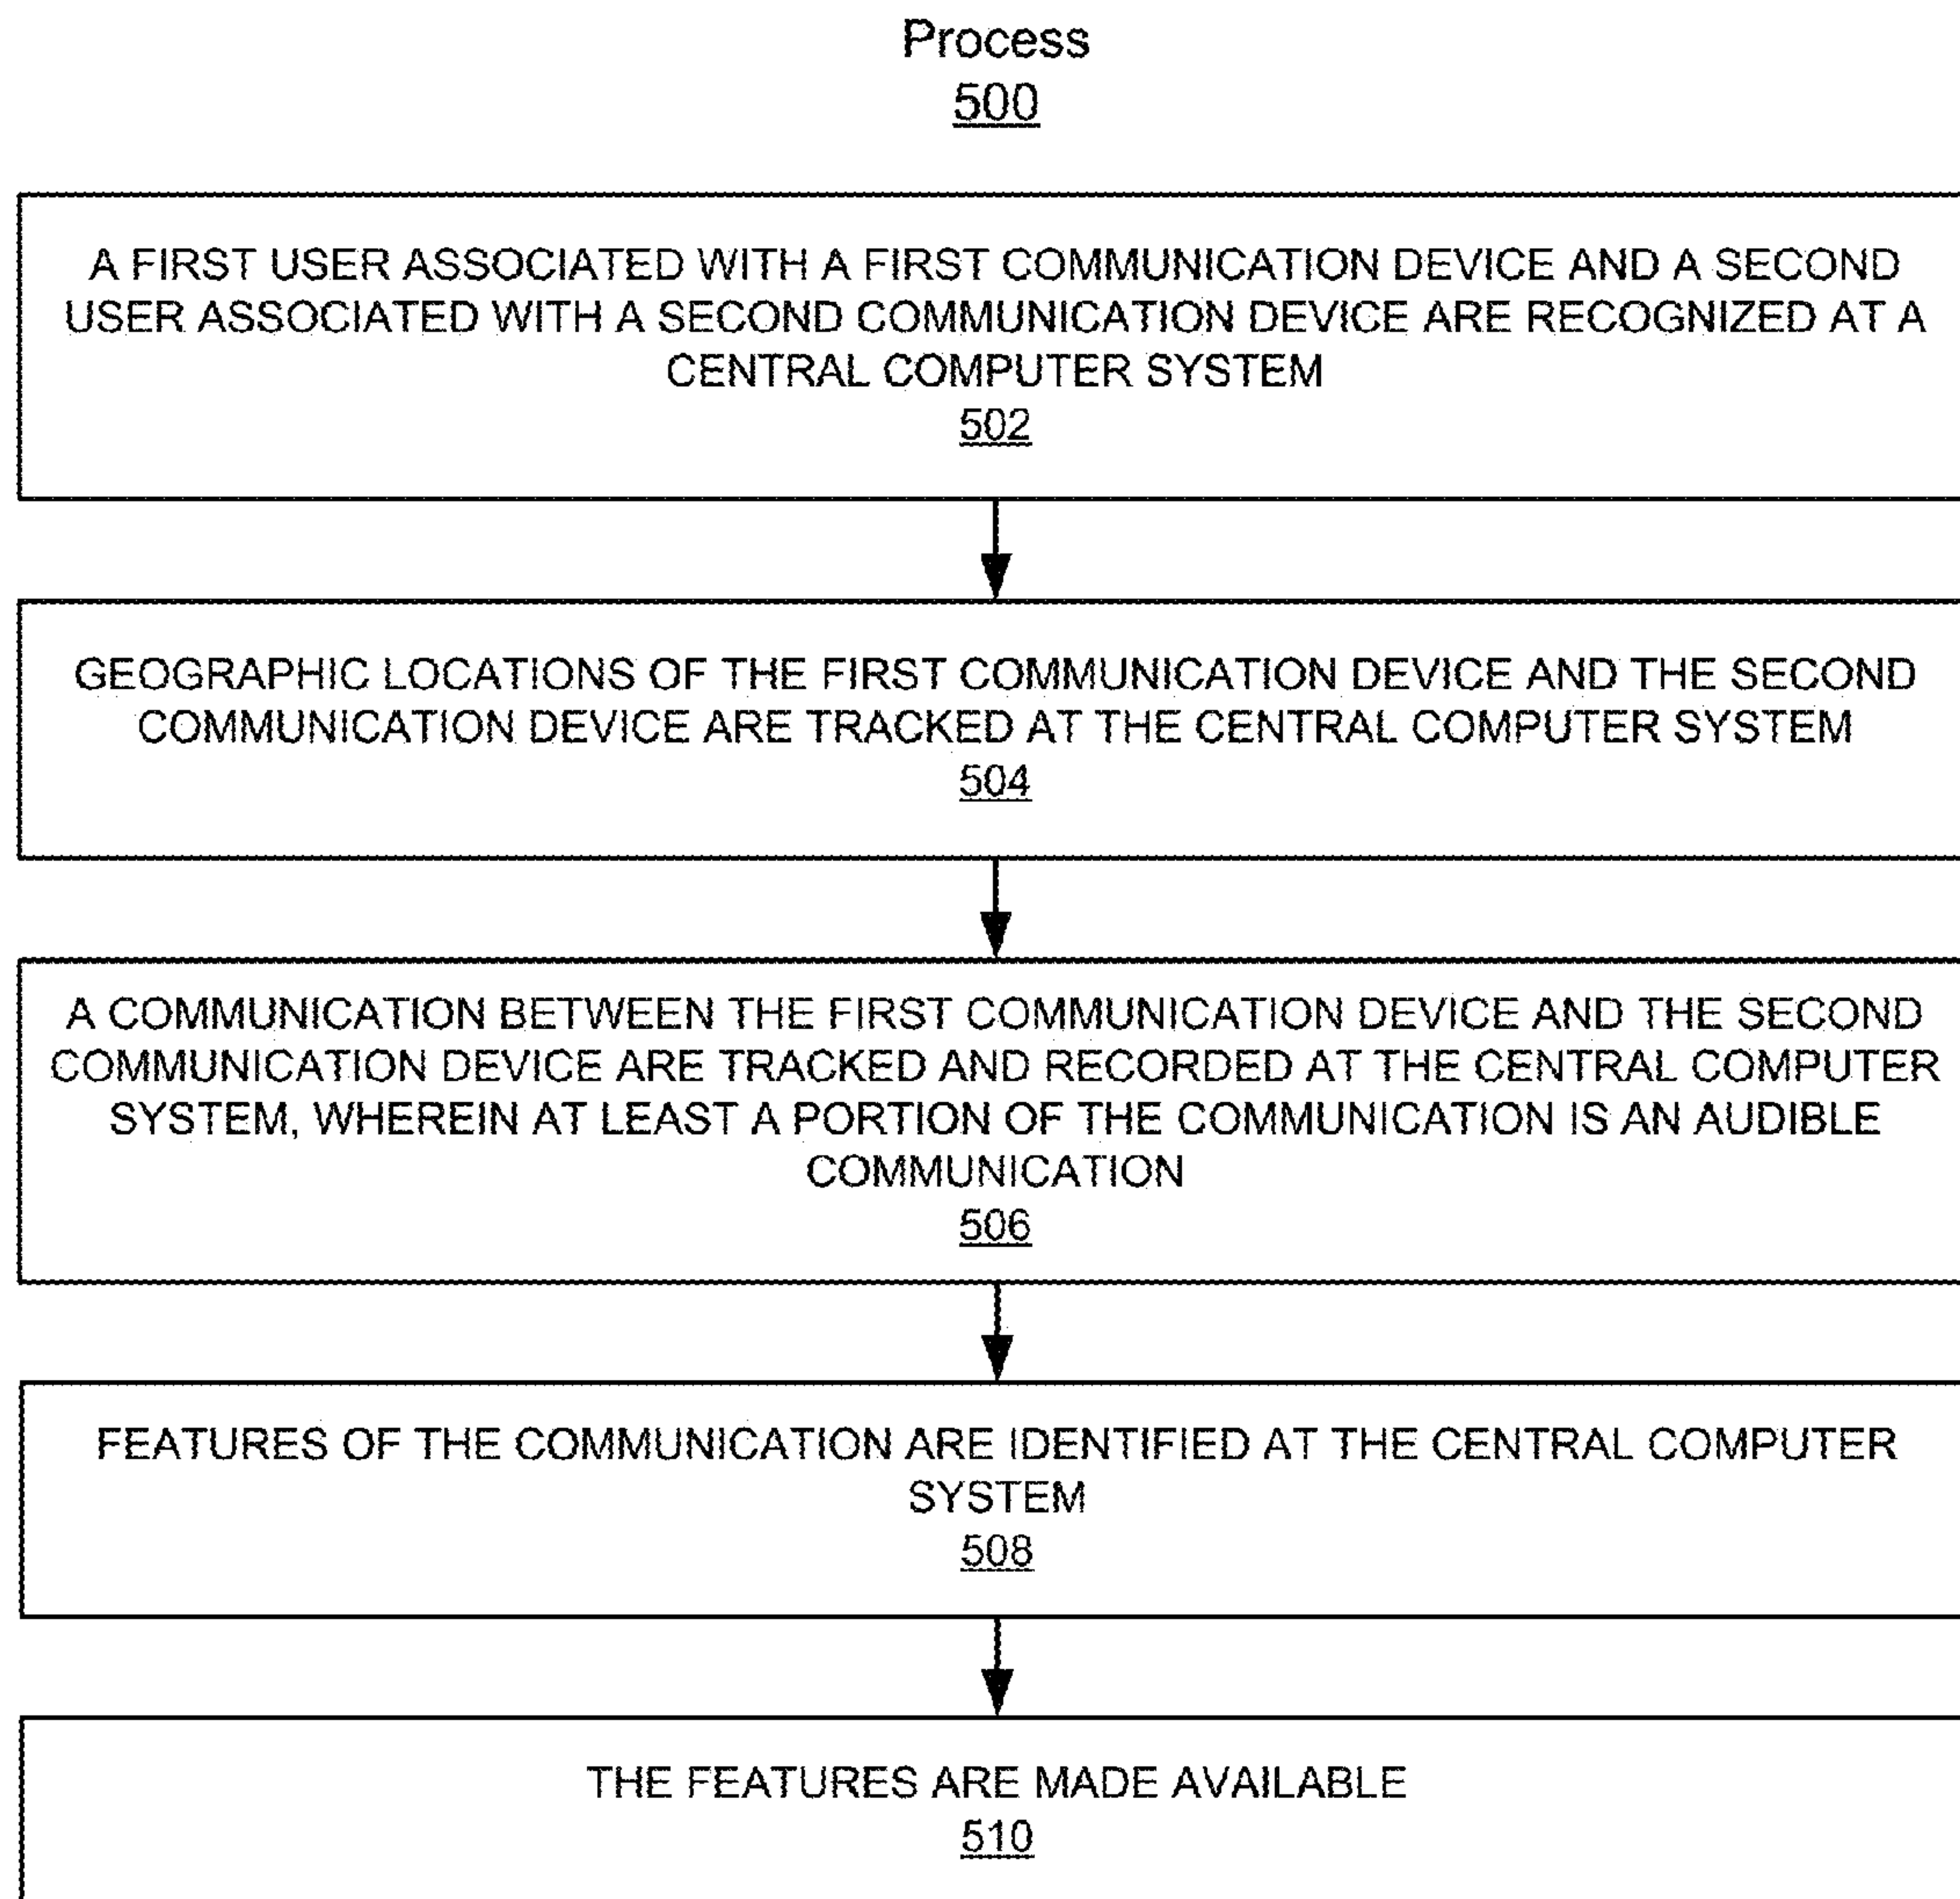 Process
500
A FIRST USER ASSOCIATED WITH A FIRST COMMUNICATION DEVICE AND A SECOND
USER ASSOCIATED WITH A SECOND COMMUNICATION DEVICE ARE RECOGNIZED AT A
CENTRAL COMPUTER SYSTEM
502
GEOGRAPHIC LOCATIONS OF THE FIRST COMMUNICATION DEVICE AND THE SECOND
COMMUNICATION DEVICE ARE TRACKED AT THE CENTRAL COMPUTER SYSTEM
504
A COMMUNICATION BETWEEN THE FIRST COMMUNICATION DEVICE AND THE SECOND
COMMUNICATION DEVICE ARE TRACKED AND RECORDED AT THE CENTRAL COMPUTER
SYSTEM, WHEREIN AT LEAST A PORTION OF THE COMMUNICATION IS AN AUDIBLE
COMMUNICATION
506
FEATURES OF THE COMMUNICATION ARE IDENTIFIED AT THE CENTRAL COMPUTER
SYSTEM
508
THE FEATURES ARE MADE AVAILABLE
510